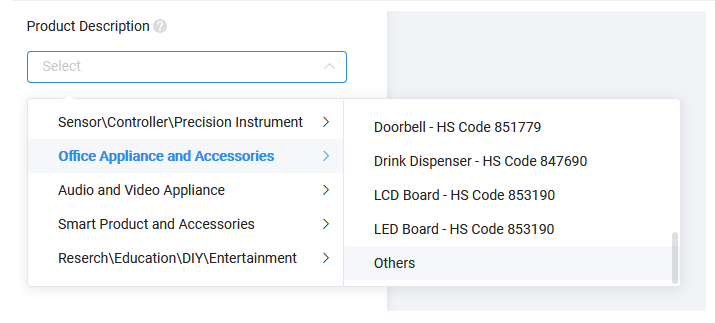 Product Description ?
Select
Sensor\Controller\Precision Instrument
Office Appliance and Accessories
Audio and Video Appliance
Smart Product and Accessories
Reserch\Education\DIY\Entertainment
Doorbell - HS Code 851779
Drink Dispenser - HS Code 847690
LCD Board - HS Code 853190
LED Board - HS Code 853190
Others